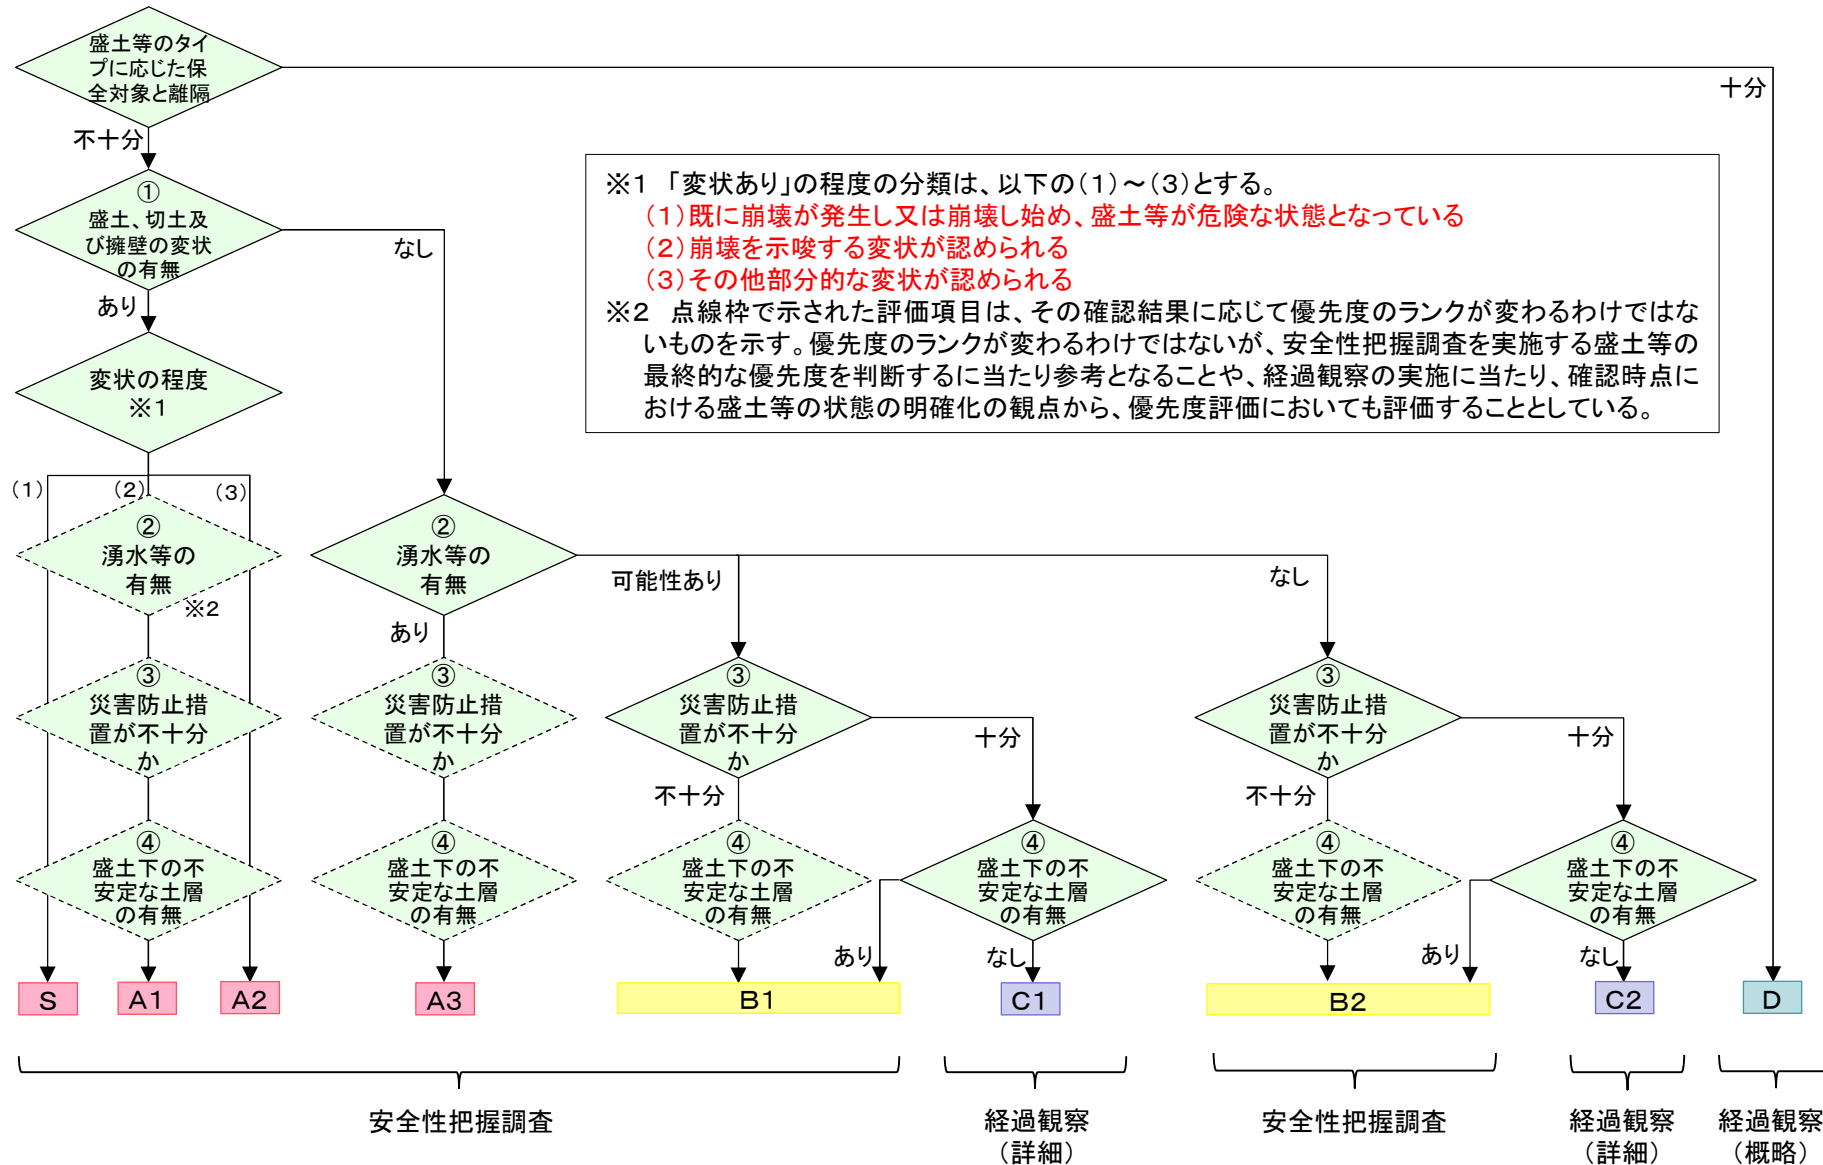 盛土等のタイ
プに応じた保
全対象と離隔
十分
不十分
①
盛土、切土及
び擁壁の変状
の有無
なし
あり
※1 「変状あり」の程度の分類は、以下の(1)～(3)とする。
(1)既に崩壊が発生し又は崩壊し始め、盛土等が危険な状態となっている
(2)崩壊を示唆する変状が認められる
(3)その他部分的な変状が認められる
※2 点線枠で示された評価項目は、その確認結果に応じて優先度のランクが変わるわけではな
いものを示す。優先度のランクが変わるわけではないが、安全性把握調査を実施する盛土等の
最終的な優先度を判断するに当たり参考となることや、経過観察の実施に当たり、確認時点に
おける盛土等の状態の明確化の観点から、優先度評価においても評価することとしている。
変状の程度
※1
(1)
(2)
(3)
②
湧水等の
有無
※2
②
湧水等の
有無
可能性あり
なし
あり
③
災害防止措
置が不十分
か
③
災害防止措
置が不十分
か
③
災害防止措
置が不十分
か
十分
不十分
③
災害防止措
置が不十分
か
十分
不十分
④
盛土下の不
安定な土層
の有無
④
盛土下の不
安定な土層
の有無
④
盛土下の不
安定な土層
の有無
④
盛土下の不
安定な土層
の有無
あり
なし
④
盛土下の不
安定な土層
の有無
④
盛土下の不
安定な土層
の有無
あり
なし
S
A1
A2
A3
B1
C1
B2
C2
D
安全性把握調査
経過観察
(詳細)
安全性把握調査
経過観察
(詳細)
経過観察
(概略)